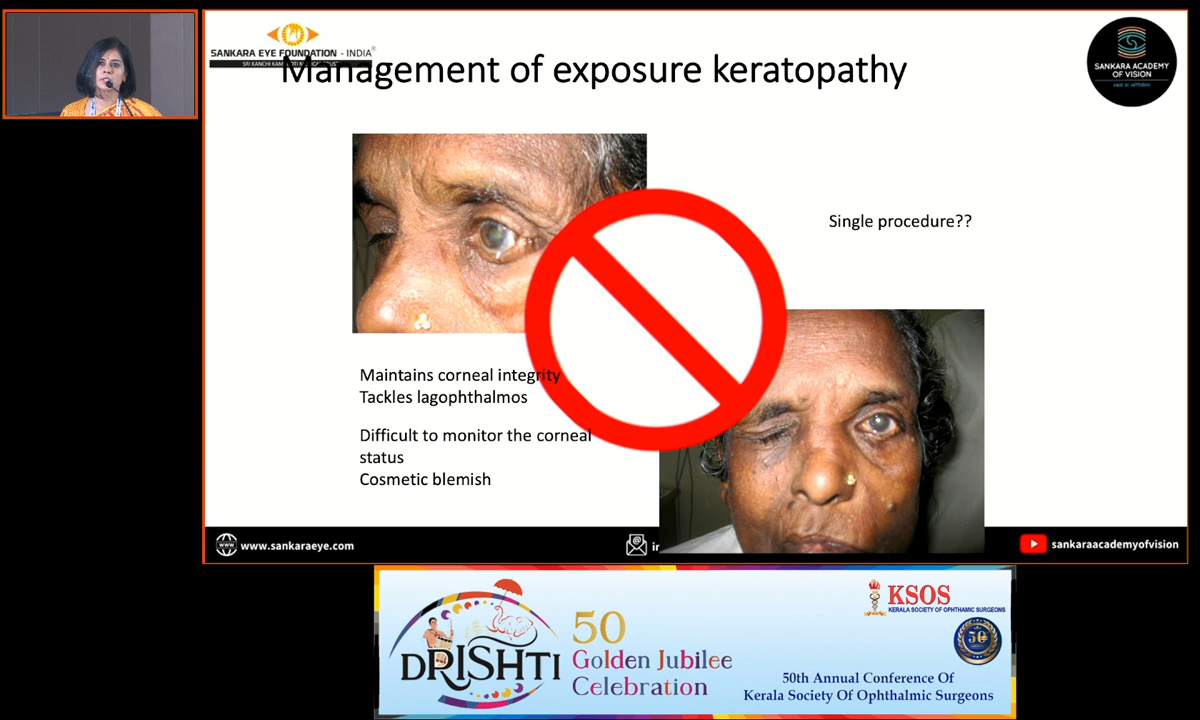 SANKARA EYE FOUNDATION - INDIA®
Management of exposure keratopathy
SANKARA ACADEMY
OF VISION
Single procedure??
Maintains corneal integrity
Tackles lagophthalmos
Difficult to monitor the corneal
status
Cosmetic blemish
www.sankaraeye.com
sankaraacademyofvision
DRISHTI
50
Golden Jubilee
Celebration
KSOS
KERALA SOCIETY OF OPHTHAMIC SURGEONS
50
50th Annual Conference Of
Kerala Society Of Ophthalmic Surgeons